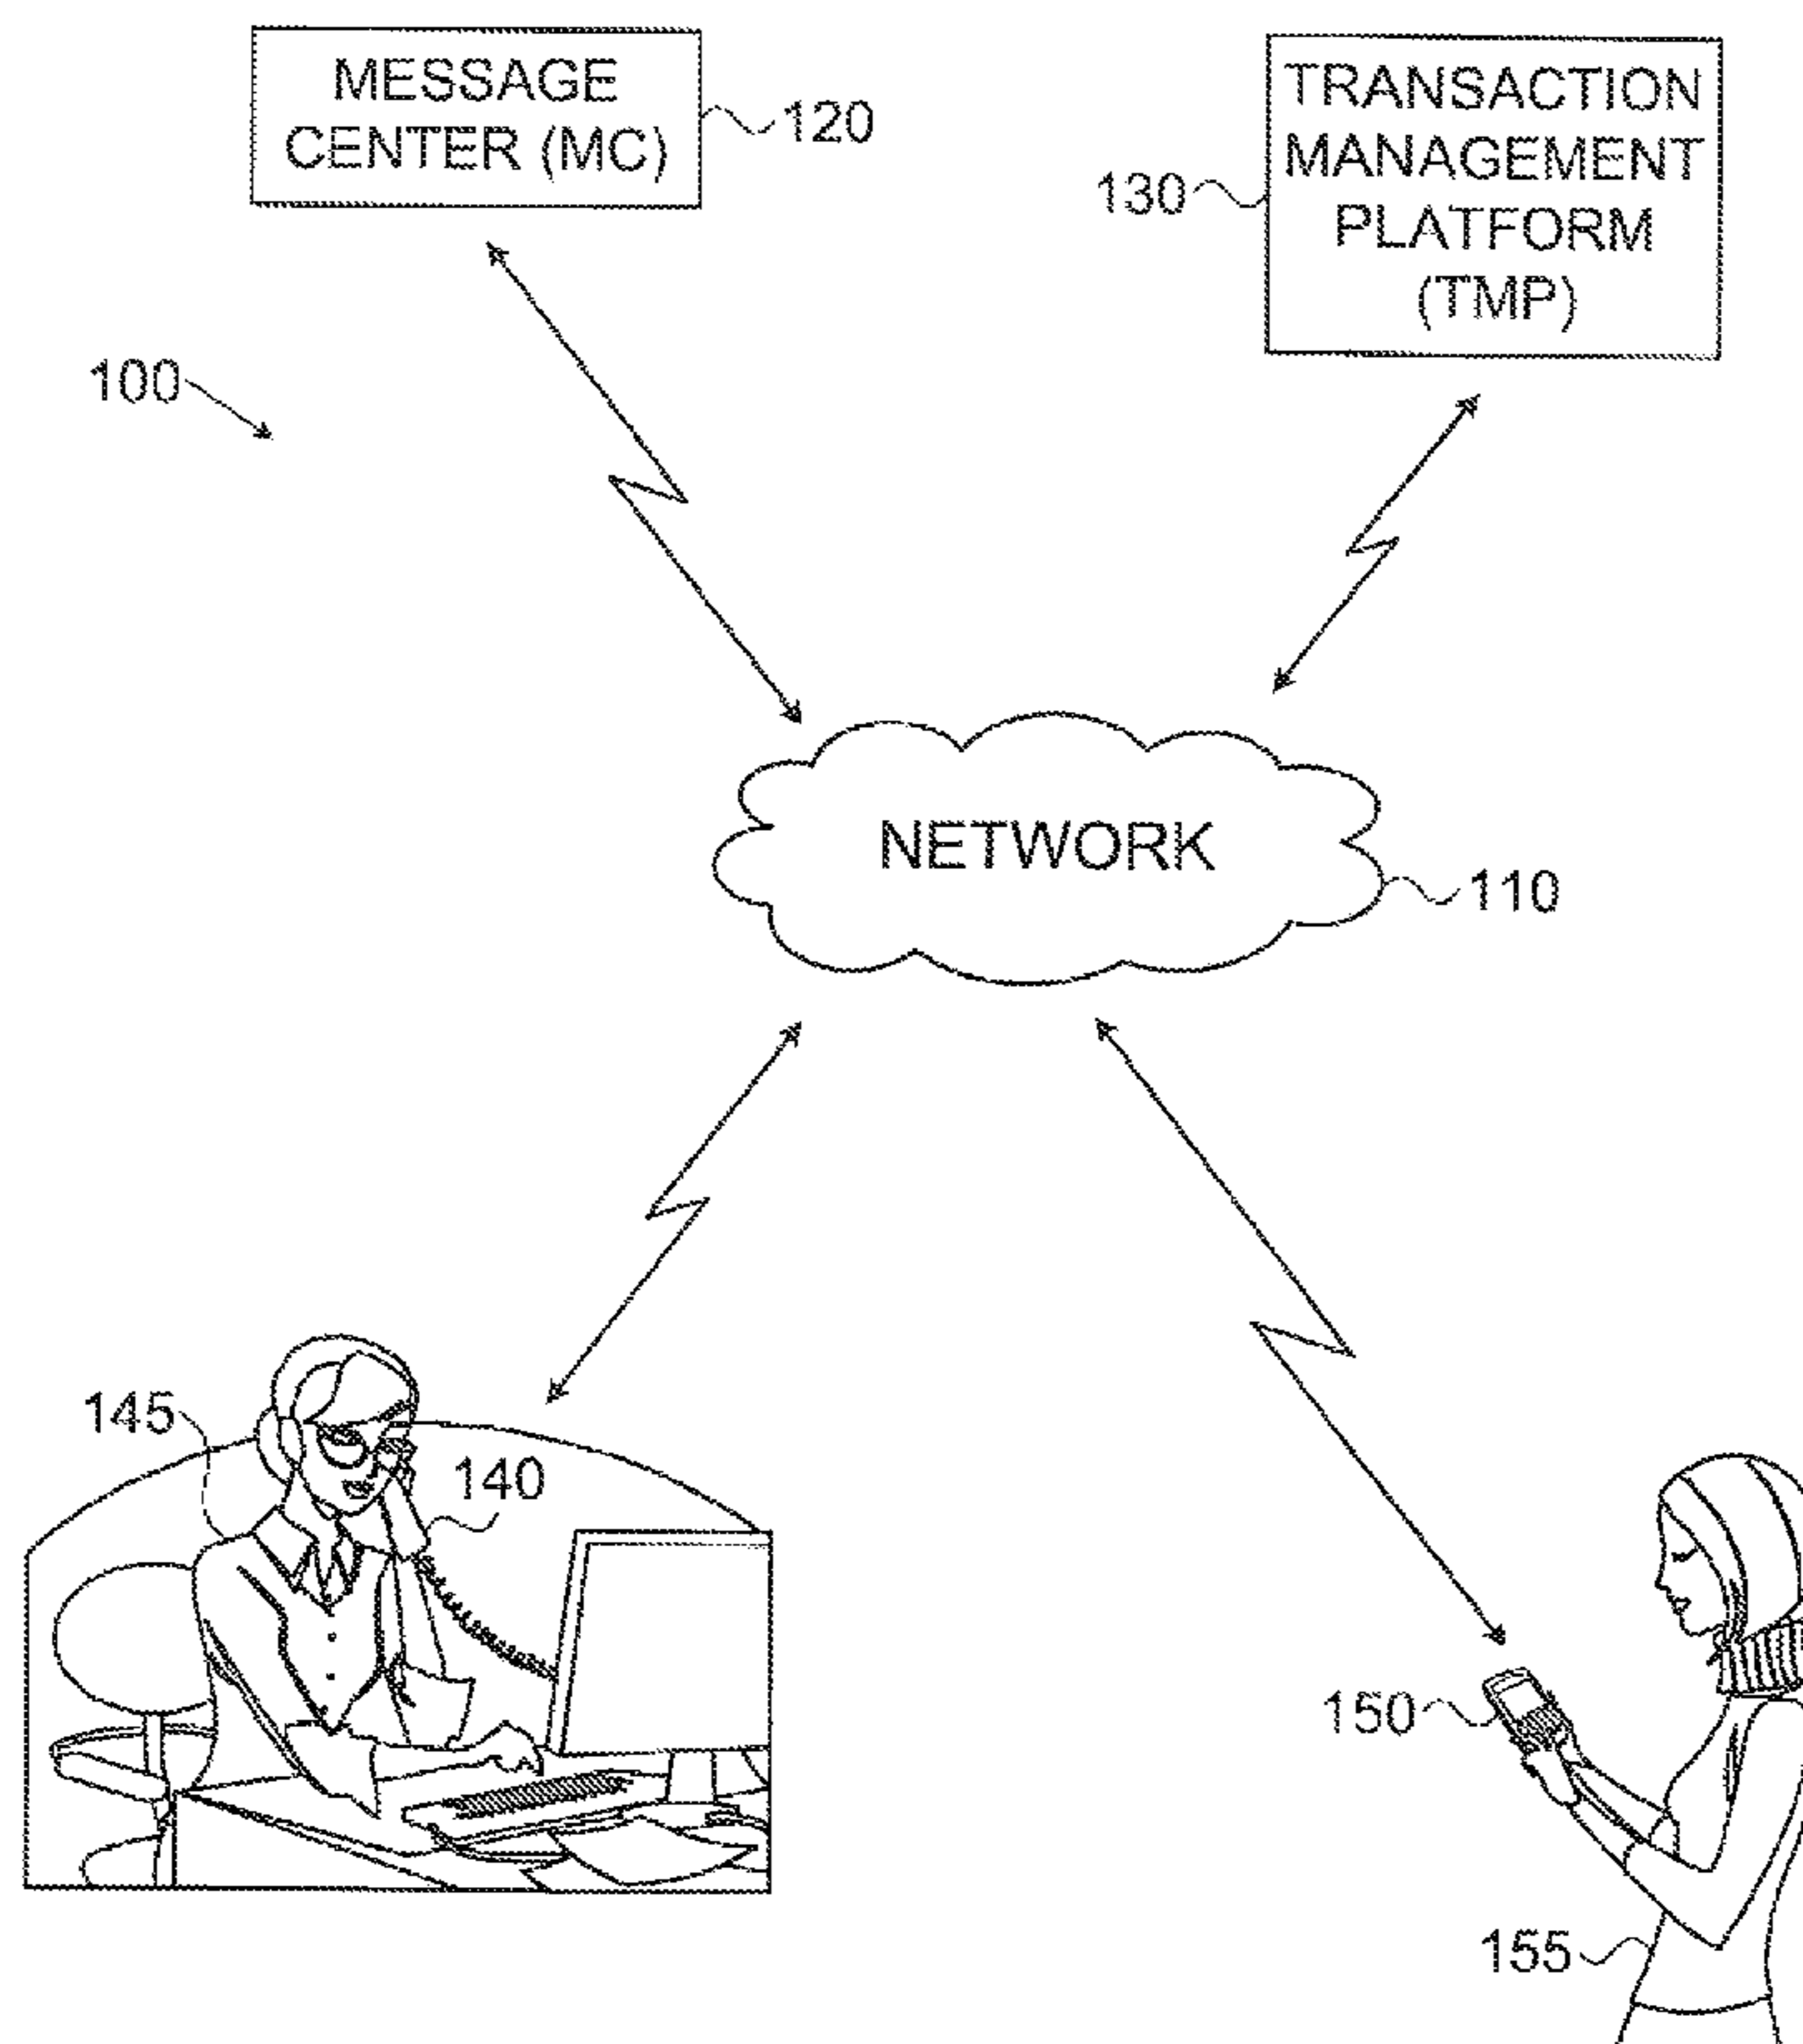 MESSAGE
CENTER (MC)
120
TRANSACTION
MANAGEMENT
PLATFORM
(TMP)
130
100
NETWORK
110
145
140
150
155